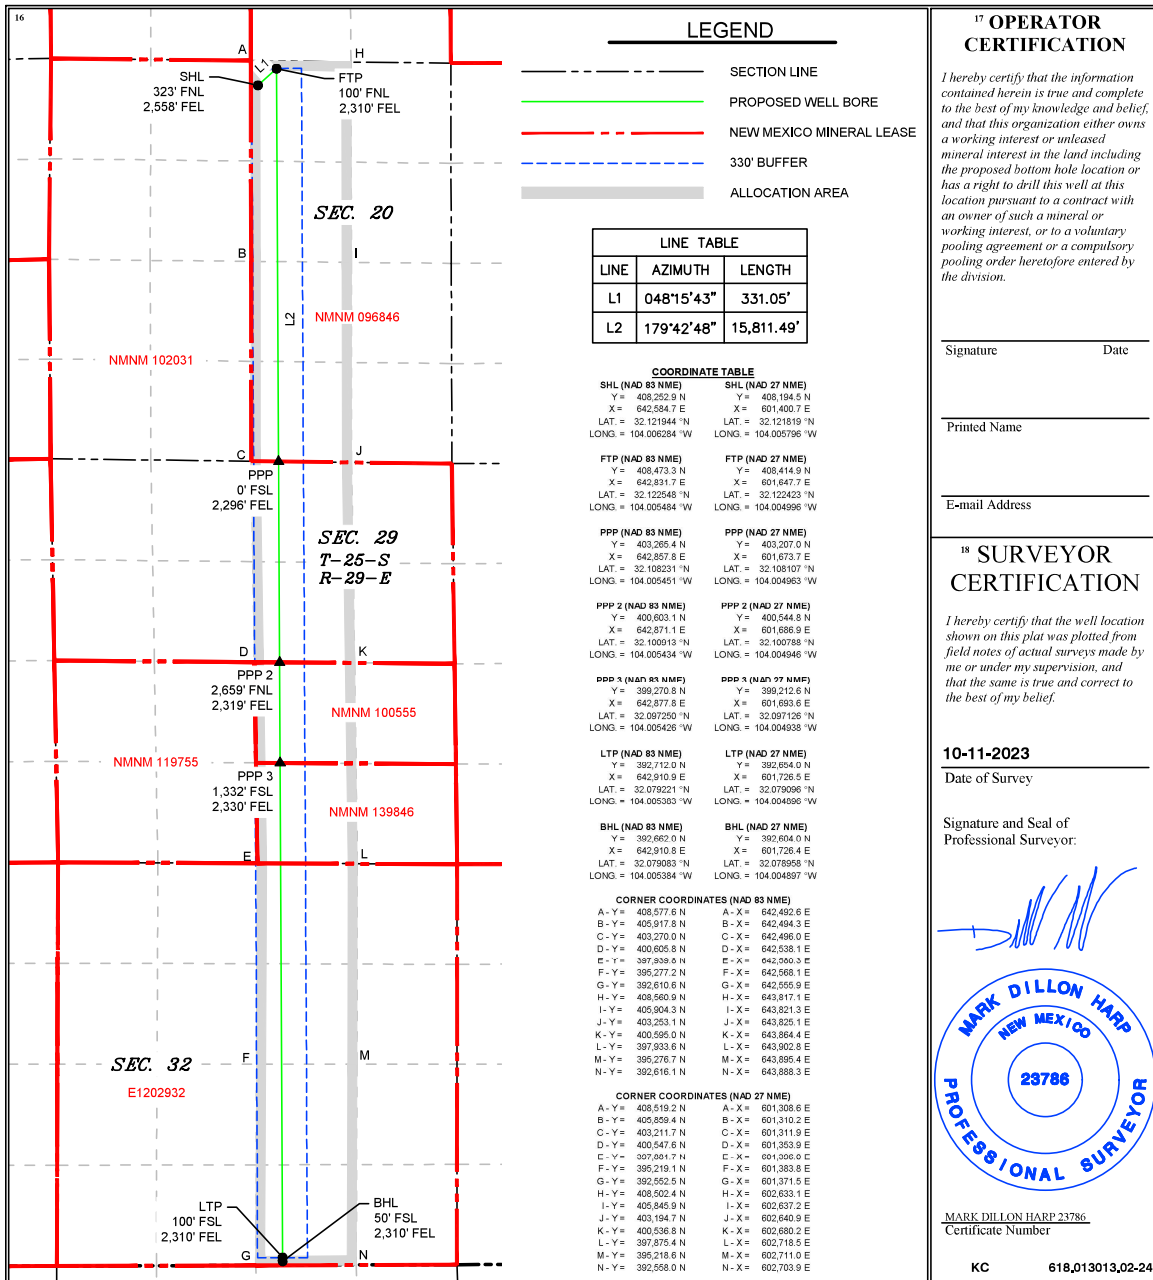 16
A
H
L1
SHL
323' FNL
2,558' FEL
FTP
100' FNL
2,310' FEL
SEC. 20
B
I
L2
NMNM 096846
NMNM 102031
C
J
PPP
0' FSL
2,296' FEL
SEC. 29
T-25-S
R-29-E
D
K
PPP 2
2,659' FNL
2,319' FEL
NMNM 100555
NMNM 119755
PPP 3
1,332' FSL
2,330' FEL
NMNM 139846
E
L
F
M
SEC. 32
E1202932
LTP
100' FSL
2,310' FEL
BHL
50' FSL
2,310' FEL
G
N
LEGEND
SECTION LINE
PROPOSED WELL BORE
NEW MEXICO MINERAL LEASE
330' BUFFER
ALLOCATION AREA
LINE TABLE
LINE AZIMUTH LENGTH
L1 048°15'43" 331.05'
L2 179°42'48" 15,811.49'
COORDINATE TABLE
SHL (NAD 83 NME) SHL (NAD 27 NME)
Y = 408,252.9 N Y = 408,194.5 N
X = 642,584.7 E X = 601,400.7 E
LAT. = 32.121944 °N LAT. = 32.121819 °N
LONG. = 104.006284 °W LONG. = 104.005796 °W
FTP (NAD 83 NME) FTP (NAD 27 NME)
Y = 408,473.3 N Y = 408,414.9 N
X = 642,831.7 E X = 601,647.7 E
LAT. = 32.122548 °N LAT. = 32.122423 °N
LONG. = 104.005484 °W LONG. = 104.004996 °W
PPP (NAD 83 NME) PPP (NAD 27 NME)
Y = 403,265.4 N Y = 403,207.0 N
X = 642,857.8 E X = 601,673.7 E
LAT. = 32.108231 °N LAT. = 32.108107 °N
LONG. = 104.005451 °W LONG. = 104.004963 °W
PPP 2 (NAD 83 NME) PPP 2 (NAD 27 NME)
Y = 400,603.1 N Y = 400,544.8 N
X = 642,871.1 E X = 601,686.9 E
LAT. = 32.100913 °N LAT. = 32.100788 °N
LONG. = 104.005434 °W LONG. = 104.004946 °W
PPP 3 (NAD 83 NME) PPP 3 (NAD 27 NME)
Y = 399,270.8 N Y = 399,212.6 N
X = 642,877.8 E X = 601,693.6 E
LAT. = 32.097250 °N LAT. = 32.097126 °N
LONG. = 104.005426 °W LONG. = 104.004938 °W
LTP (NAD 83 NME) LTP (NAD 27 NME)
Y = 392,712.0 N Y = 392,654.0 N
X = 642,910.9 E X = 601,726.5 E
LAT. = 32.079221 °N LAT. = 32.079096 °N
LONG. = 104.005383 °W LONG. = 104.004896 °W
BHL (NAD 83 NME) BHL (NAD 27 NME)
Y = 392,662.0 N Y = 392,604.0 N
X = 642,910.8 E X = 601,726.4 E
LAT. = 32.079083 °N LAT. = 32.078958 °N
LONG. = 104.005384 °W LONG. = 104.004897 °W
CORNER COORDINATES (NAD 83 NME)
A - Y = 408,577.6 N A - X = 642,492.6 E
B - Y = 405,917.8 N B - X = 642,494.3 E
C - Y = 403,270.0 N C - X = 642,496.0 E
D - Y = 400,605.8 N D - X = 642,538.1 E
E - Y = 397,939.8 N E - X = 642,580.3 E
F - Y = 395,277.2 N F - X = 642,568.1 E
G - Y = 392,610.6 N G - X = 642,555.9 E
H - Y = 408,560.9 N H - X = 643,817.1 E
I - Y = 405,904.3 N I - X = 643,821.3 E
J - Y = 403,253.1 N J - X = 643,825.1 E
K - Y = 400,595.0 N K - X = 643,864.4 E
L - Y = 397,933.6 N L - X = 643,902.8 E
M - Y = 395,276.7 N M - X = 643,895.4 E
N - Y = 392,616.1 N N - X = 643,888.3 E
CORNER COORDINATES (NAD 27 NME)
A - Y = 408,519.2 N A - X = 601,308.6 E
B - Y = 405,859.4 N B - X = 601,310.2 E
C - Y = 403,211.7 N C - X = 601,311.9 E
D - Y = 400,547.6 N D - X = 601,353.9 E
E - Y = 397,881.7 N E - X = 601,396.0 E
F - Y = 395,219.1 N F - X = 601,383.8 E
G - Y = 392,552.5 N G - X = 601,371.5 E
H - Y = 408,502.4 N H - X = 602,633.1 E
I - Y = 405,845.9 N I - X = 602,637.2 E
J - Y = 403,194.7 N J - X = 602,640.9 E
K - Y = 400,536.8 N K - X = 602,680.2 E
L - Y = 397,875.4 N L - X = 602,718.5 E
M - Y = 395,218.6 N M - X = 602,711.0 E
N - Y = 392,558.0 N N - X = 602,703.9 E
17 OPERATOR
CERTIFICATION
I hereby certify that the information
contained herein is true and complete
to the best of my knowledge and belief,
and that this organization either owns
a working interest or unleased
mineral interest in the land including
the proposed bottom hole location or
has a right to drill this well at this
location pursuant to a contract with
an owner of such a mineral or
working interest, or to a voluntary
pooling agreement or a compulsory
pooling order heretofore entered by
the division.
Signature Date
Printed Name
E-mail Address
18 SURVEYOR
CERTIFICATION
I hereby certify that the well location
shown on this plat was plotted from
field notes of actual surveys made by
me or under my supervision, and
that the same is true and correct to
the best of my belief.
10-11-2023
Date of Survey
Signature and Seal of
Professional Surveyor:
MARK DILLON HARP
NEW MEXICO
23786
PROFESSIONAL SURVEYOR
MARK DILLON HARP 23786
Certificate Number
KC 618.013013.02-24